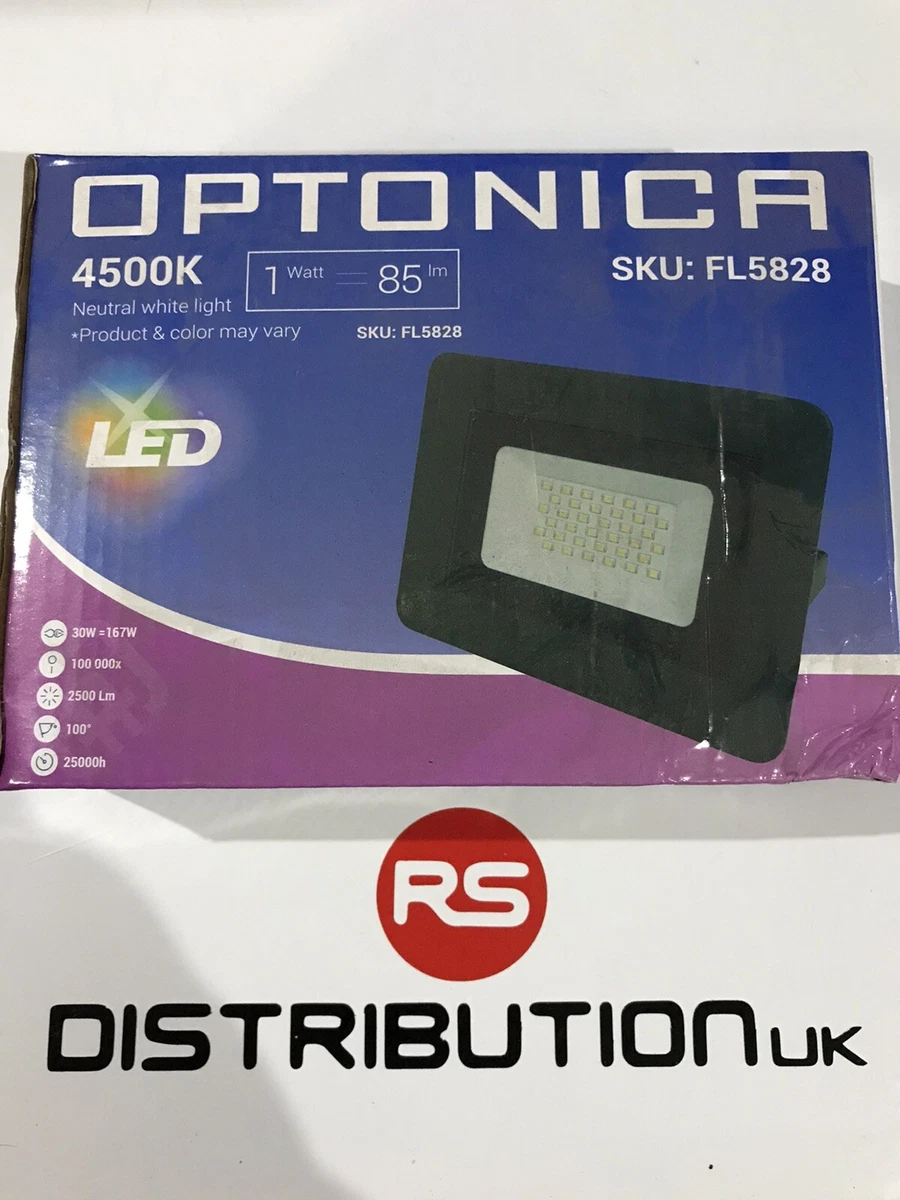 OPTONICA
4500K
Neutral white light
*Product & color may vary
1 Watt = 85 lm
SKU: FL5828
SKU: FL5828
LED
30W =167W
100 000x
2500 Lm
100°
25000h
RS
DISTRIBUTION UK